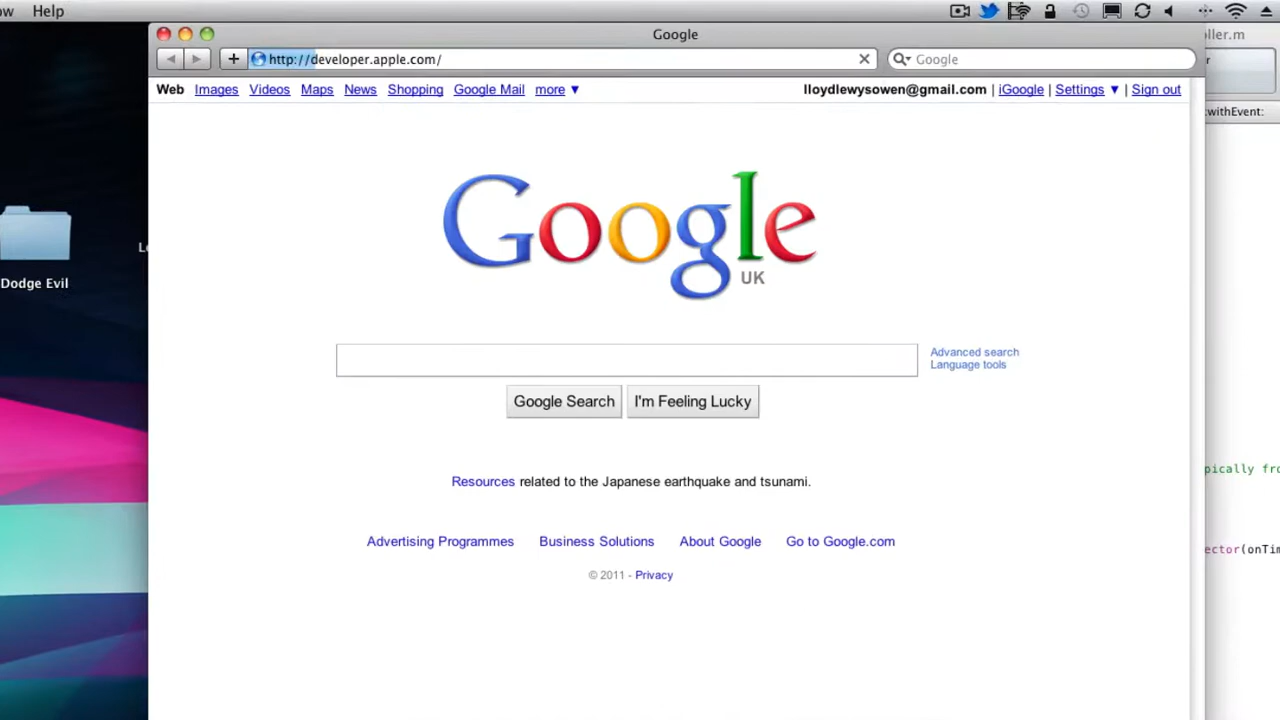 Help
Google
oller.m
http://developer.apple.com/
Google
Web Images Videos Maps News Shopping Google Mail more ▼
lloydlewysowen@gmail.com | iGoogle | Settings ▼ | Sign out
withEvent:
Google
UK
Advanced search
Language tools
Google Search
I'm Feeling Lucky
Dodge Evil
Resources related to the Japanese earthquake and tsunami.
Advertising Programmes Business Solutions About Google Go to Google.com
© 2011 - Privacy
pically fro
ector(onTim